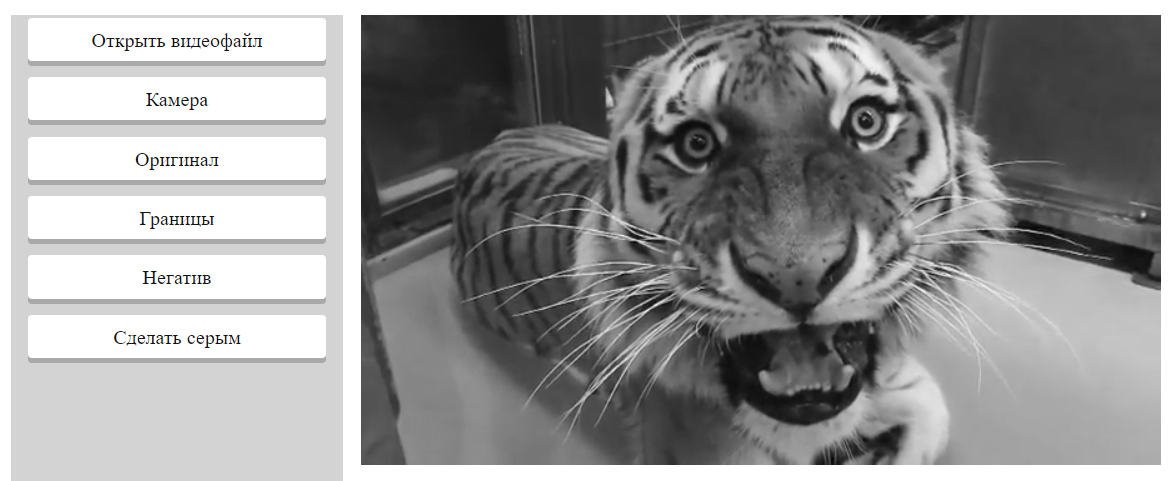 Открыть видеофайл
Камера
Оригинал
Границы
Негатив
Сделать серым